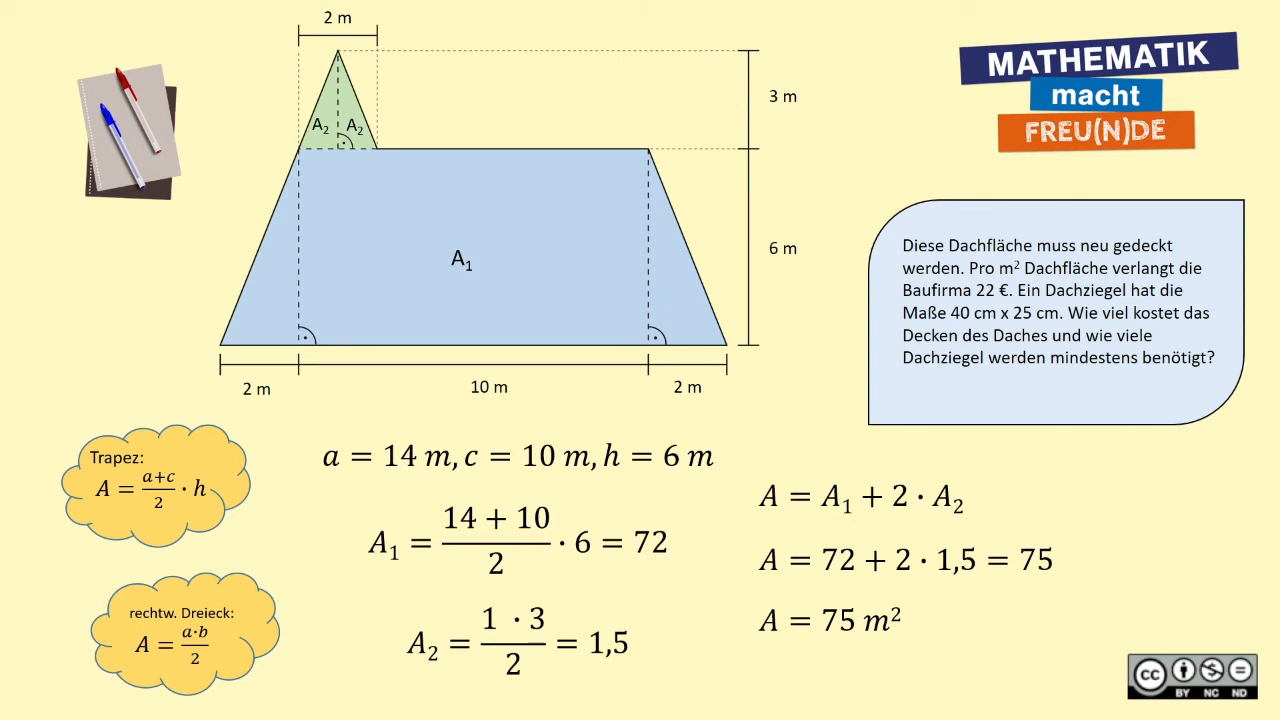 2 m
A₂ A₂
3 m
A₁
6 m
2 m
10 m
2 m
MATHEMATIK
macht
FREU(N)DE
Diese Dachfläche muss neu gedeckt
werden. Pro m² Dachfläche verlangt die
Baufirma 22 €. Ein Dachziegel hat die
Maße 40 cm x 25 cm. Wie viel kostet das
Decken des Daches und wie viele
Dachziegel werden mindestens benötigt?
Trapez:
A = (a+c)/2 · h
rechtw. Dreieck:
A = (a·b)/2
a = 14 m, c = 10 m, h = 6 m
A₁ = (14 + 10)/2 · 6 = 72
A₂ = (1 · 3)/2 = 1,5
A = A₁ + 2 · A₂
A = 72 + 2 · 1,5 = 75
A = 75 m²
cc
BY NC ND